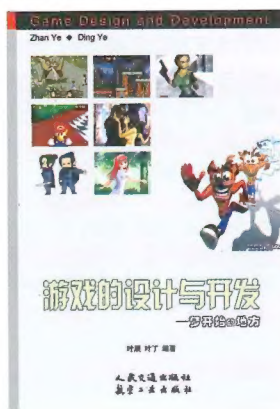 Game Design and Development
Zhan Ye ◆ Ding Ye
游戏的设计与开发
—梦开始的地方
叶展 叶丁 编著
人民交通出版社